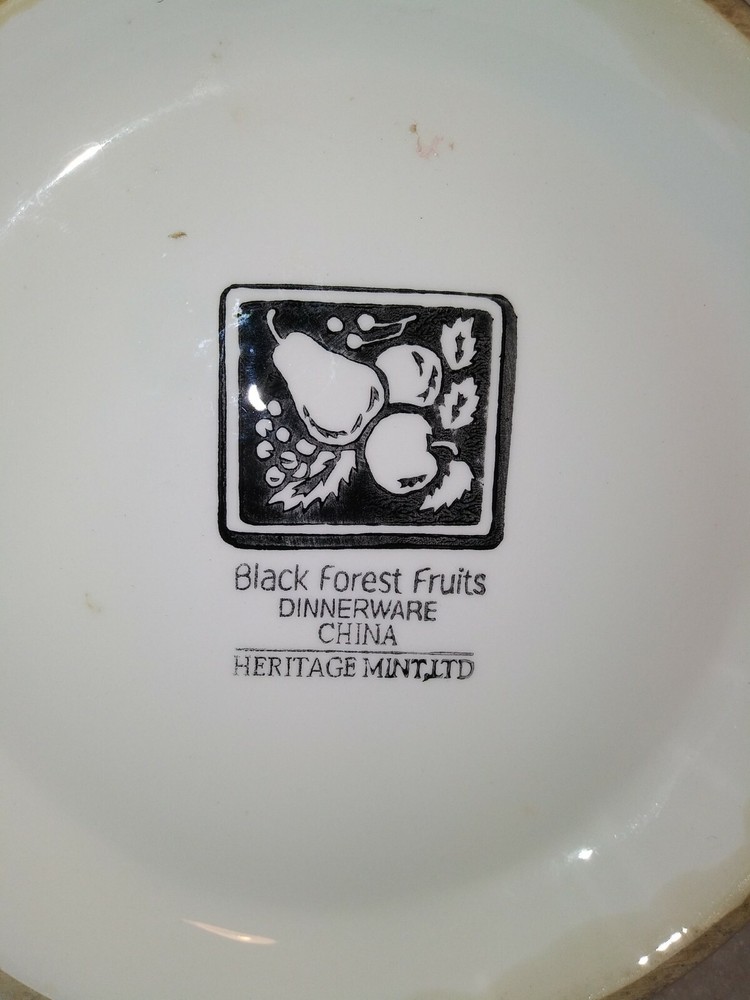 Black Forest Fruits
DINNERWARE
CHINA
HERITAGE MINT,LTD